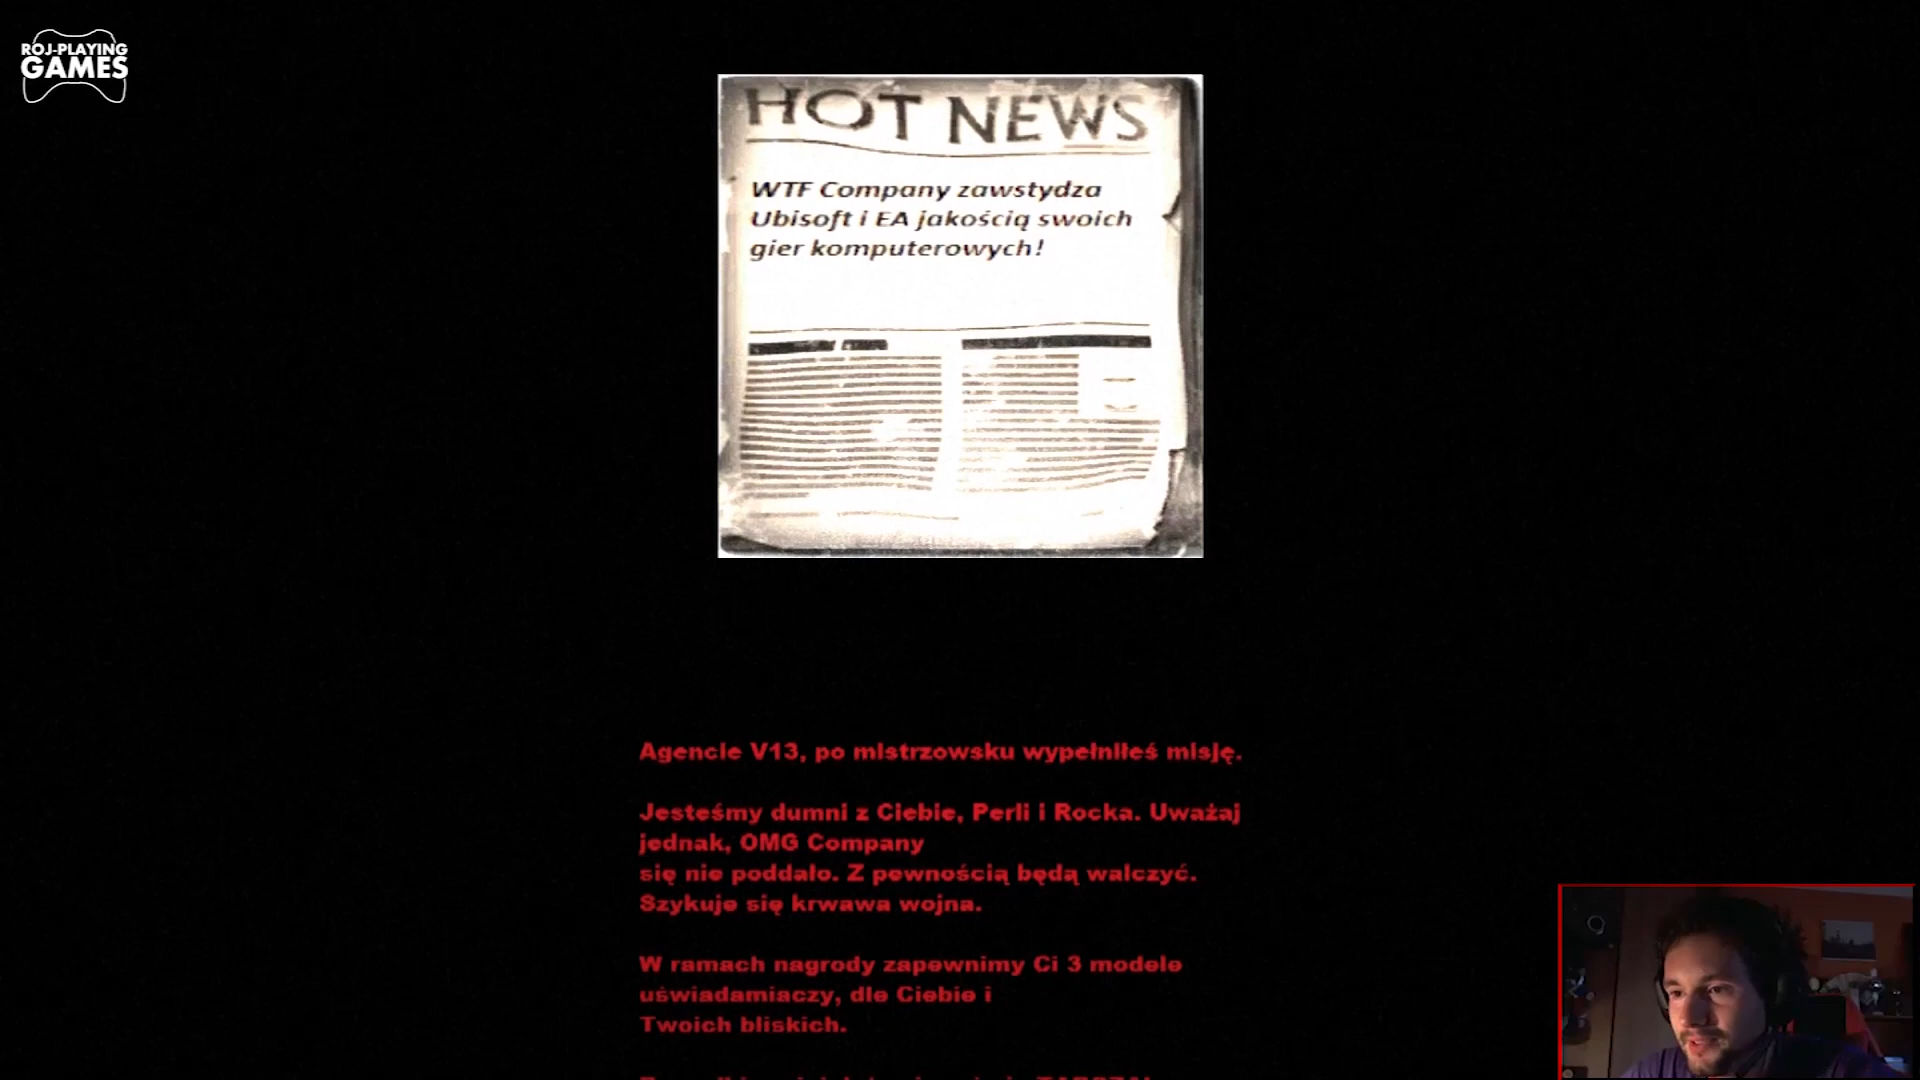 ROJ-PLAYING
GAMES
HOT NEWS
WTF Company zawstydza
Ubisoft i EA jakością swoich
gier komputerowych!
Agencie V13, po mistrzowsku wypełniłeś misję.
Jesteśmy dumni z Ciebie, Perli i Rocka. Uważaj
jednak, OMG Company
się nie poddało. Z pewnością będą walczyć.
Szykuje się krwawa wojna.
W ramach nagrody zapewnimy Ci 3 modele
uświadamiaczy, dle Ciebie i
Twoich bliskich.